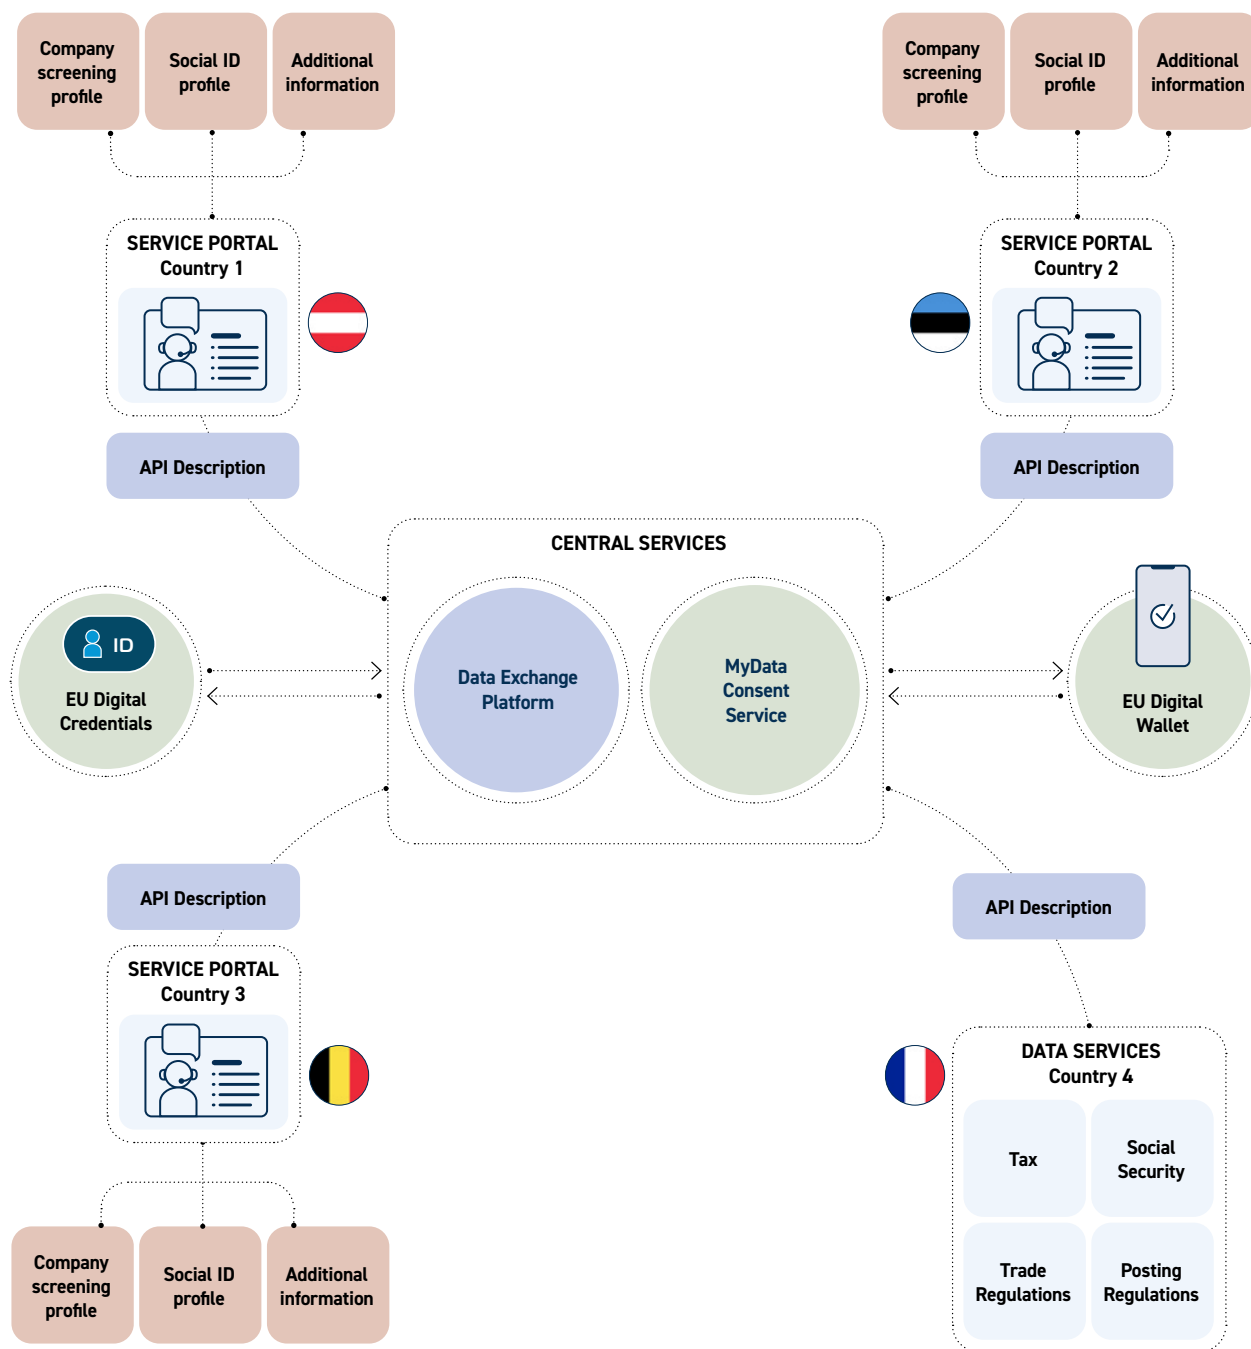 Company
screening
profile
Social ID
profile
Additional
information
Company
screening
profile
Social ID
profile
Additional
information
SERVICE PORTAL
Country 1
SERVICE PORTAL
Country 2
API Description
API Description
CENTRAL SERVICES
ID
EU Digital
Credentials
Data Exchange
Platform
MyData
Consent
Service
EU Digital
Wallet
API Description
API Description
SERVICE PORTAL
Country 3
DATA SERVICES
Country 4
Tax
Social
Security
Trade
Regulations
Posting
Regulations
Company
screening
profile
Social ID
profile
Additional
information